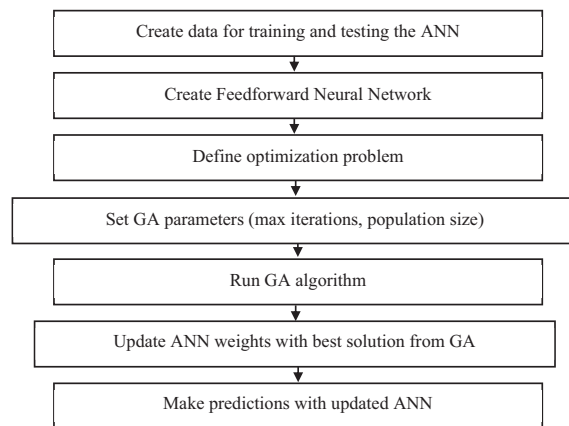 Create data for training and testing the ANN
Create Feedforward Neural Network
Define optimization problem
Set GA parameters (max iterations, population size)
Run GA algorithm
Update ANN weights with best solution from GA
Make predictions with updated ANN